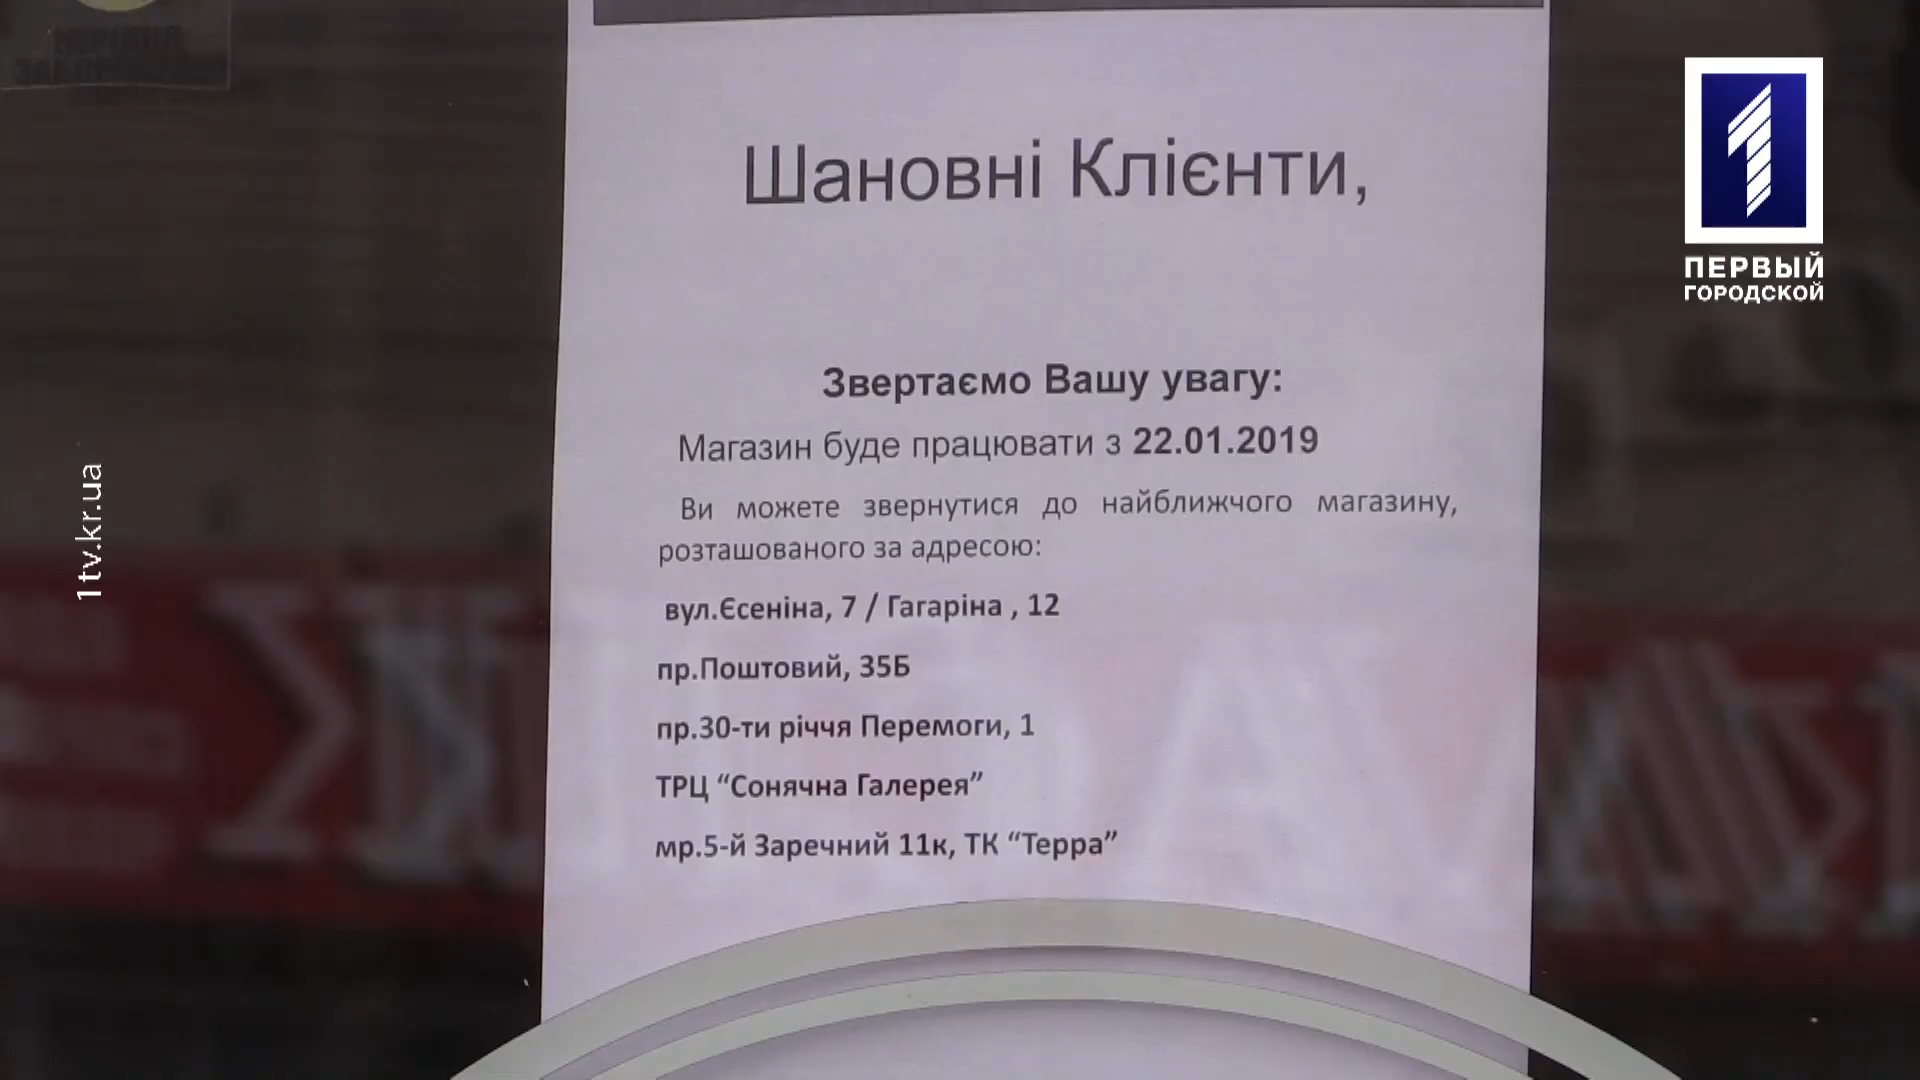 Шановні Клієнти,
ПЕРВЫЙ
ГОРОДСКОЙ
Звертаємо Вашу увагу:
Магазин буде працювати з 22.01.2019
Ви можете звернутися до найближчого магазину,
розташованого за адресою:
вул.Єсеніна, 7 / Гагаріна , 12
пр.Поштовий, 35Б
пр.30-ти річчя Перемоги, 1
ТРЦ “Сонячна Галерея”
мр.5-й Заречний 11к, ТК “Терра”
1tv.kr.ua